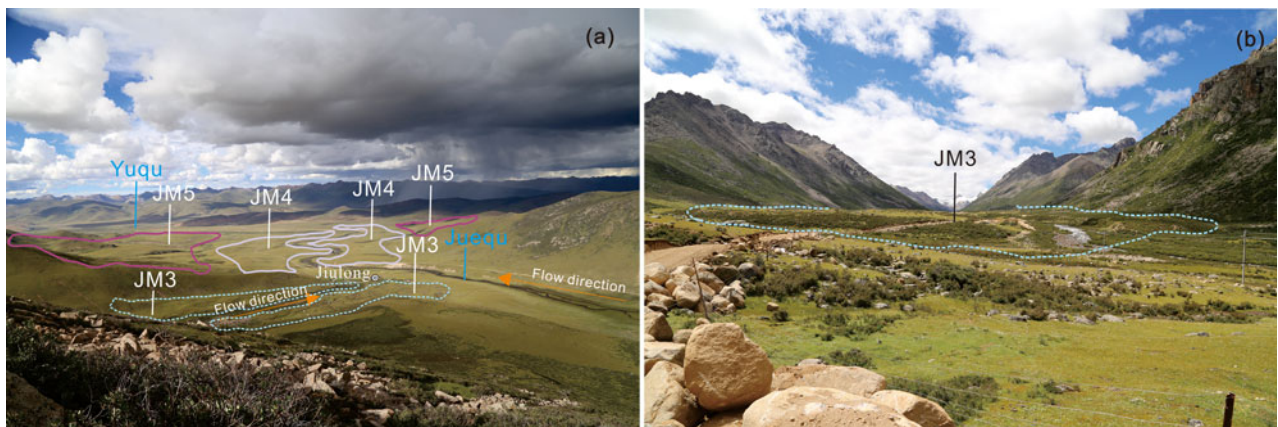 (a)
Yuqu
JM5
JM4
JM4
JM5
JM3
Juequ
JM3
Jiulong
Flow direction
Flow direction
(b)
JM3